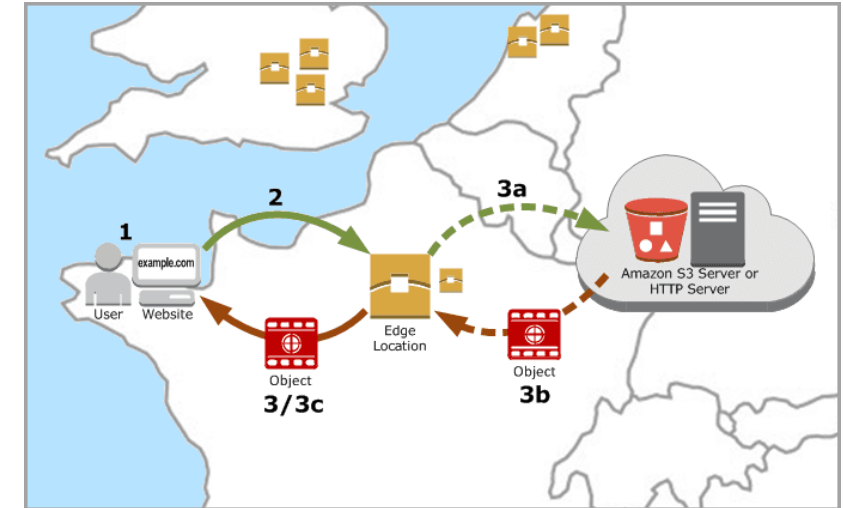 1
2
3a
example.com
User
Website
Edge
Location
Amazon S3 Server or
HTTP Server
Object
3/3c
Object
3b